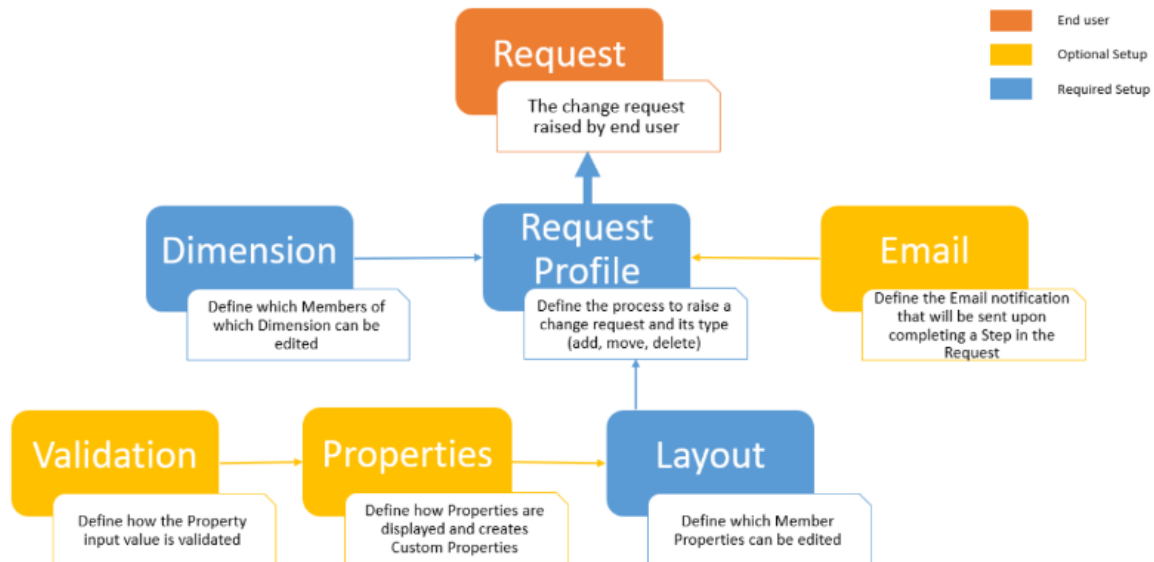 Request
The change request
raised by end user
End user
Optional Setup
Required Setup
Dimension
Define which Members of
which Dimension can be
edited
Request
Profile
Define the process to raise a
change request and its type
(add, move, delete)
Email
Define the Email notification
that will be sent upon
completing a Step in the
Request
Validation
Define how the Property
input value is validated
Properties
Define how Properties are
displayed and creates
Custom Properties
Layout
Define which Member
Properties can be edited